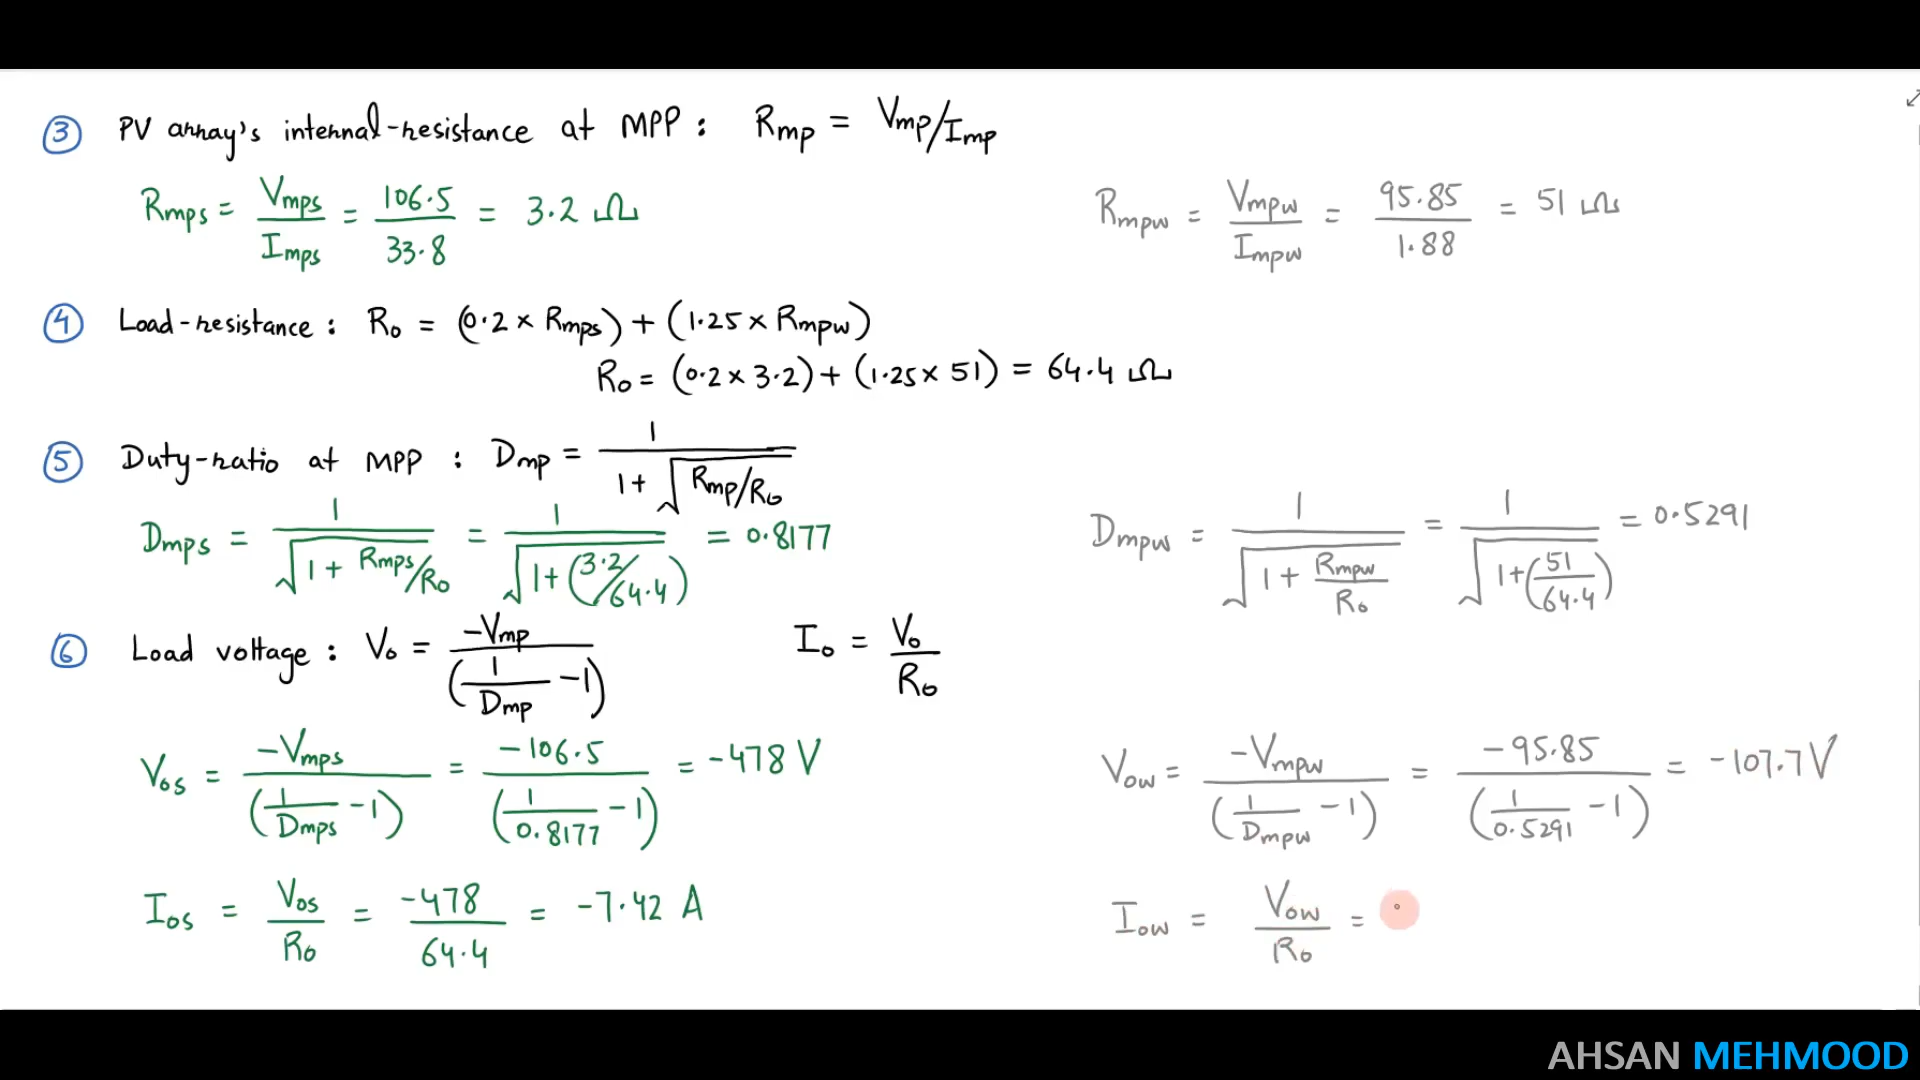 ③ PV array's internal-resistance at MPP : Rmp = Vmp/Imp
Rmps = Vmps/Imps = 106.5/33.8 = 3.2 Ω
Rmpw = Vmpw/Impw = 95.85/1.88 = 51 Ω
④ Load-resistance : Ro = (0.2 × Rmps) + (1.25 × Rmpw)
Ro = (0.2 × 3.2) + (1.25 × 51) = 64.4 Ω
⑤ Duty-ratio at MPP : Dmp = 1/(1 + √(Rmp/Ro))
Dmps = 1/√(1 + Rmps/Ro) = 1/√(1 + (3.2/64.4)) = 0.8177
Dmpw = 1/√(1 + Rmpw/Ro) = 1/√(1 + (51/64.4)) = 0.5291
⑥ Load voltage : Vo = -Vmp/(1/Dmp - 1) Io = Vo/Ro
Vos = -Vmps/(1/Dmps - 1) = -106.5/(1/0.8177 - 1) = -478 V
Vow = -Vmpw/(1/Dmpw - 1) = -95.85/(1/0.5291 - 1) = -107.7 V
Ios = Vos/Ro = -478/64.4 = -7.42 A
Iow = Vow/Ro =
AHSAN MEHMOOD